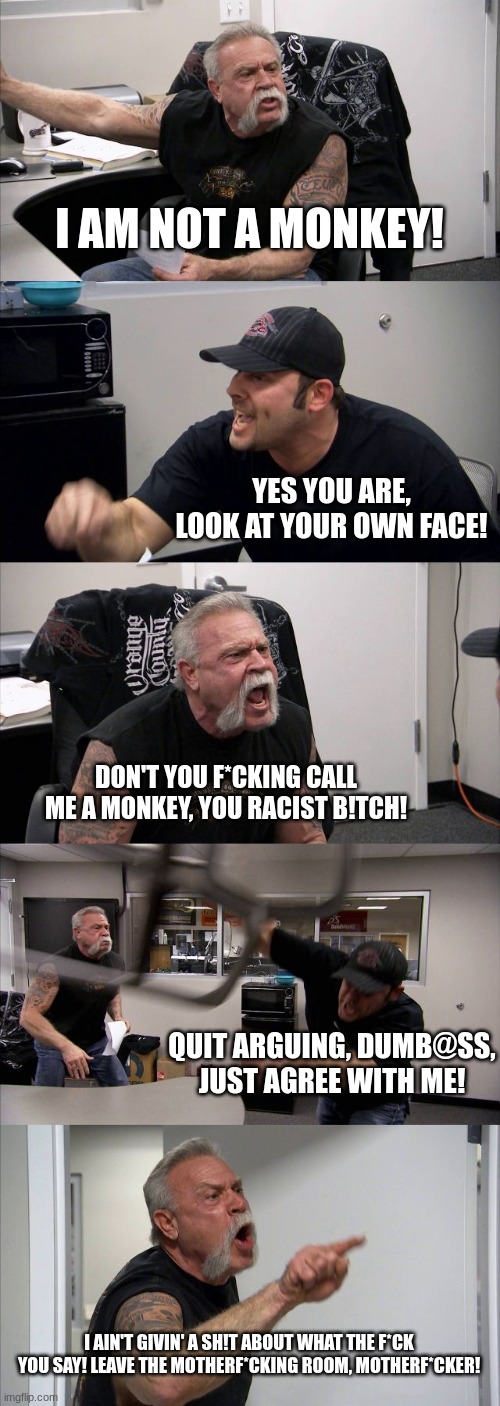 I AM NOT A MONKEY!
YES YOU ARE,
LOOK AT YOUR OWN FACE!
Orange
County
DON'T YOU F*CKING CALL
ME A MONKEY, YOU RACIST B!TCH!
QUIT ARGUING, DUMB@SS,
JUST AGREE WITH ME!
I AIN'T GIVIN' A SH!T ABOUT WHAT THE F*CK
YOU SAY! LEAVE THE MOTHERF*CKING ROOM, MOTHERF*CKER!
imgflip.com